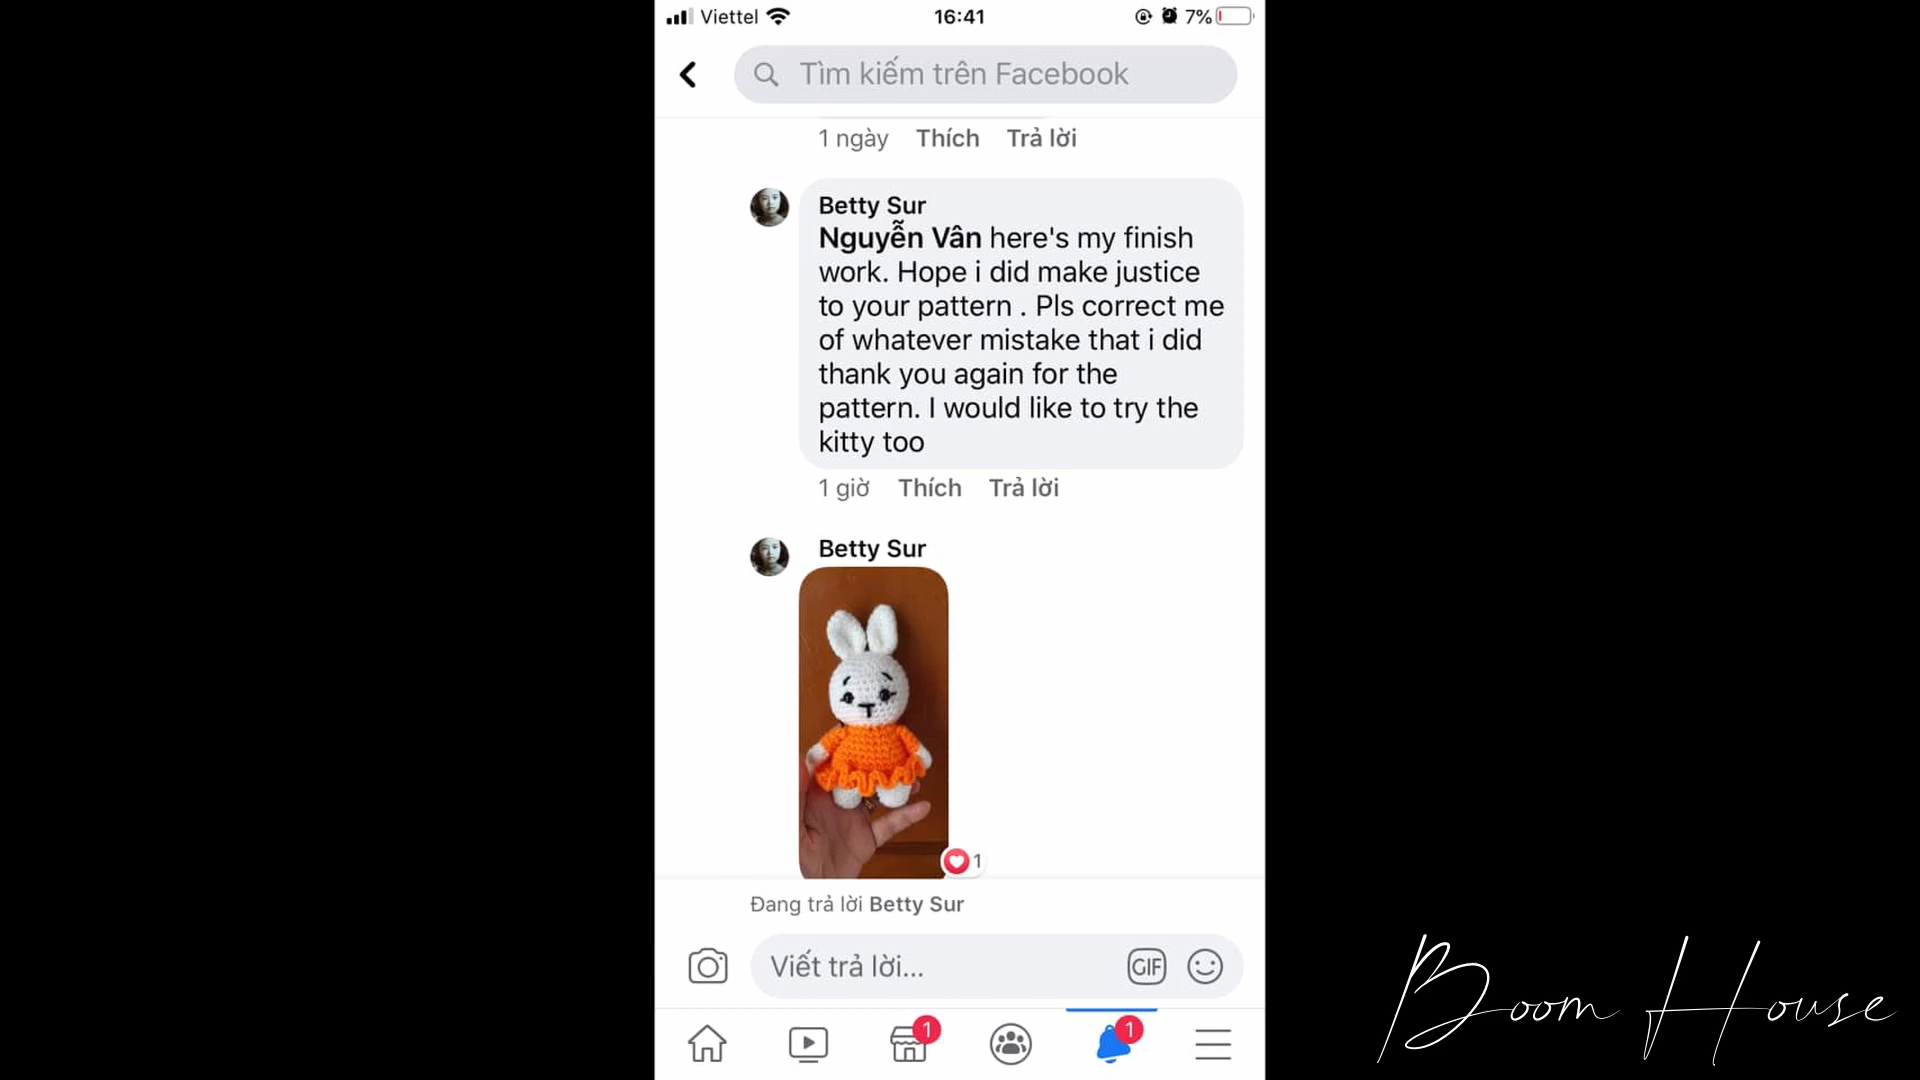 Viettel 16:41 7%
Tìm kiếm trên Facebook
1 ngày Thích Trả lời
Betty Sur
Nguyễn Vân here's my finish
work. Hope i did make justice
to your pattern . Pls correct me
of whatever mistake that i did
thank you again for the
pattern. I would like to try the
kitty too
1 giờ Thích Trả lời
Betty Sur
1
Đang trả lời Betty Sur
Viết trả lời... GIF
1 1
Boom House